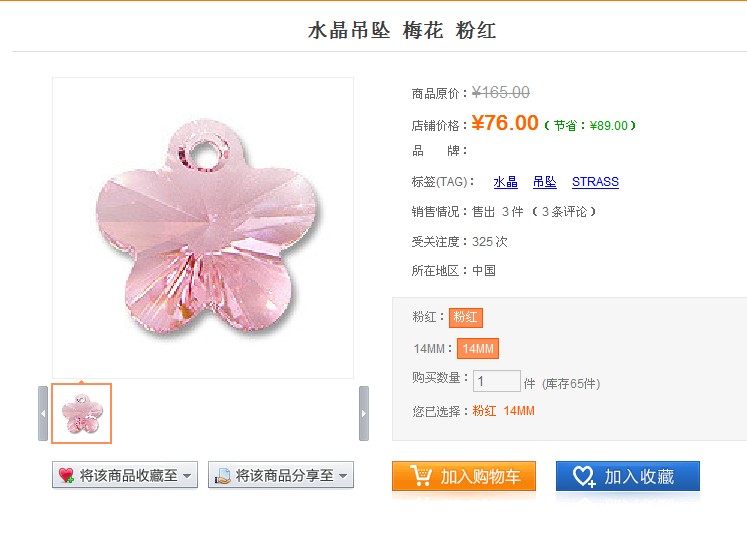 水晶吊坠 梅花 粉红
商品原价：¥165.00
店铺价格：¥76.00（ 节省：¥89.00 ）
品 牌：
标签(TAG)： 水晶 吊坠 STRASS
销售情况：售出 3 件 （ 3 条评论 ）
受关注度：325 次
所在地区：中国
粉红：粉红
14MM：14MM
购买数量：1 件 (库存65件)
您已选择：粉红 14MM
将该商品收藏至 将该商品分享至 加入购物车 加入收藏